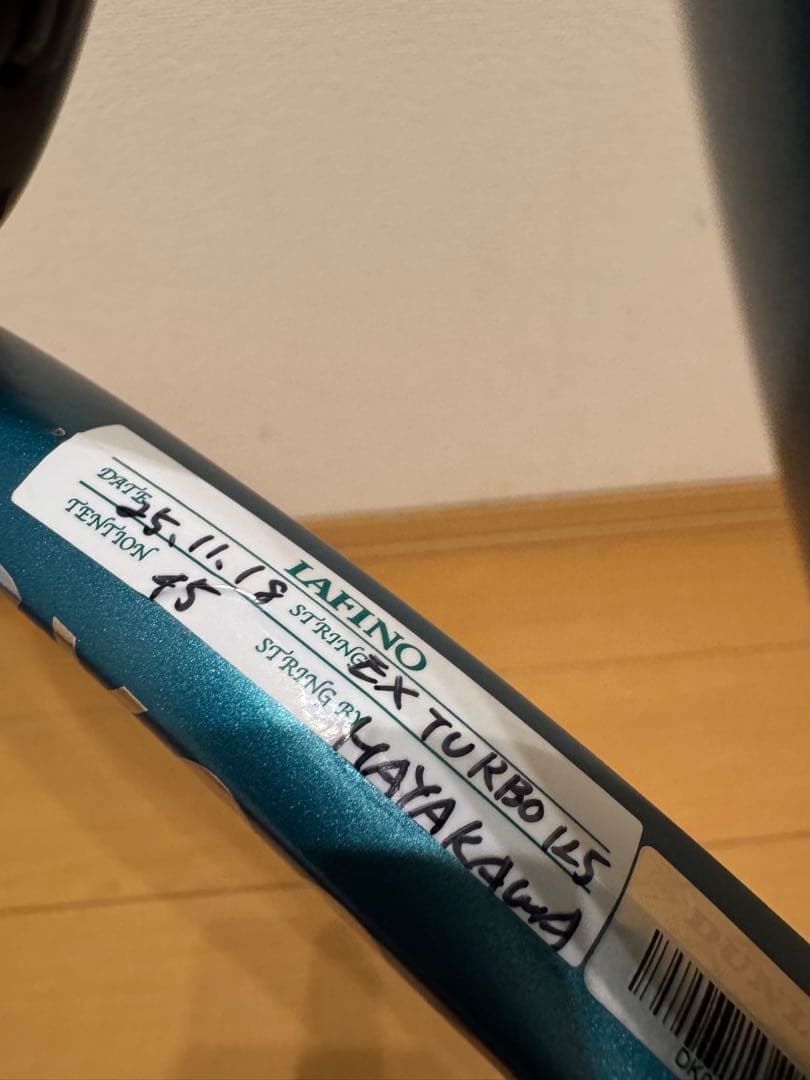 LAFINO
DATE 25.11.18 STRING EX TURBO 125
TENTION 45 STRING BY HAYAKAWA